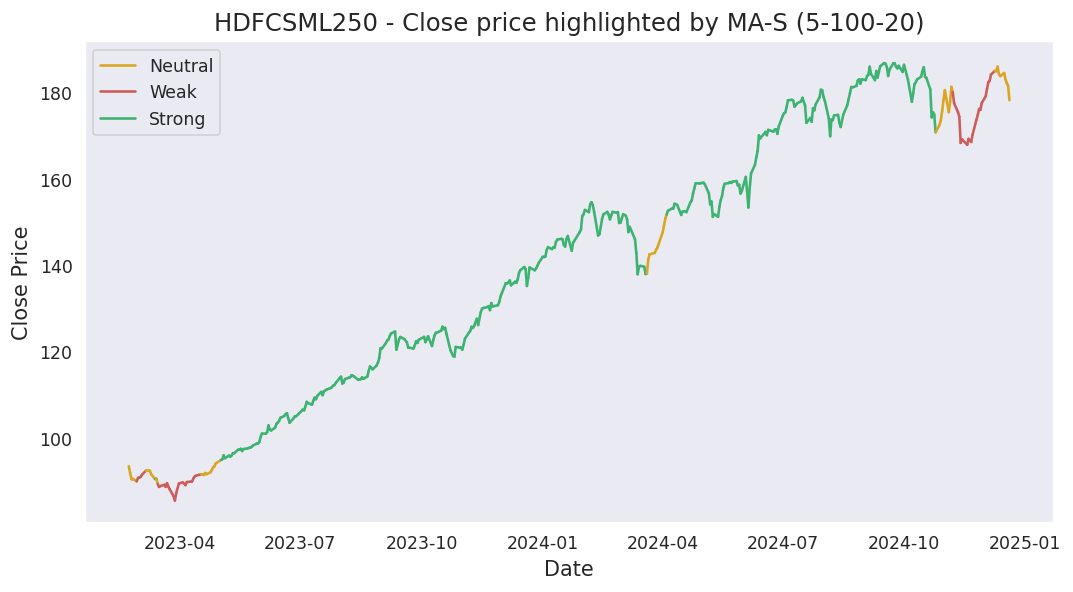 HDFCSML250 - Close price highlighted by MA-S (5-100-20)
Neutral
Weak
Strong
180
160
140
120
100
Close Price
2023-04
2023-07
2023-10
2024-01
2024-04
2024-07
2024-10
2025-01
Date